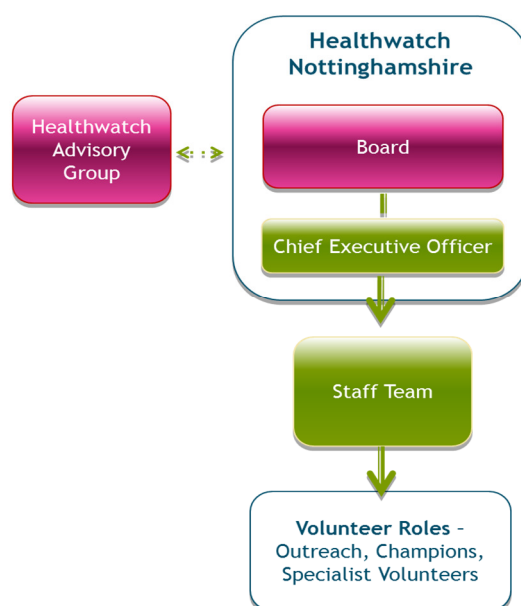 Healthwatch
Nottinghamshire
Healthwatch
Advisory
Group
Board
Chief Executive Officer
Staff Team
Volunteer Roles –
Outreach, Champions,
Specialist Volunteers